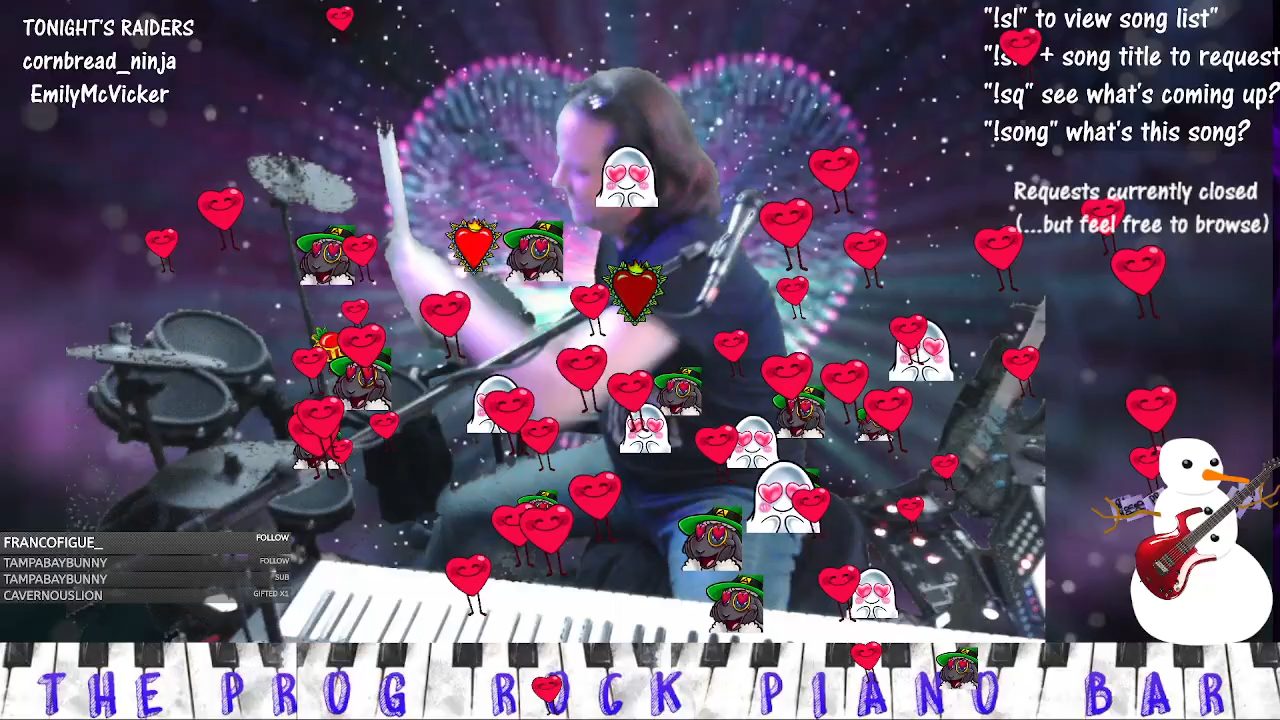 TONIGHT'S RAIDERS
cornbread_ninja
EmilyMcVicker
"!sl" to view song list"
+ song title to request
"!sq" see what's coming up?
"!song" what's this song?
Requests currently closed
(...but feel free to browse)
FRANCOFIGUE_ FOLLOW
TAMPABAYBUNNY FOLLOW
TAMPABAYBUNNY SUB
CAVERNOUSLION GIFTED X1
THE PROG ROCK PIANO BAR